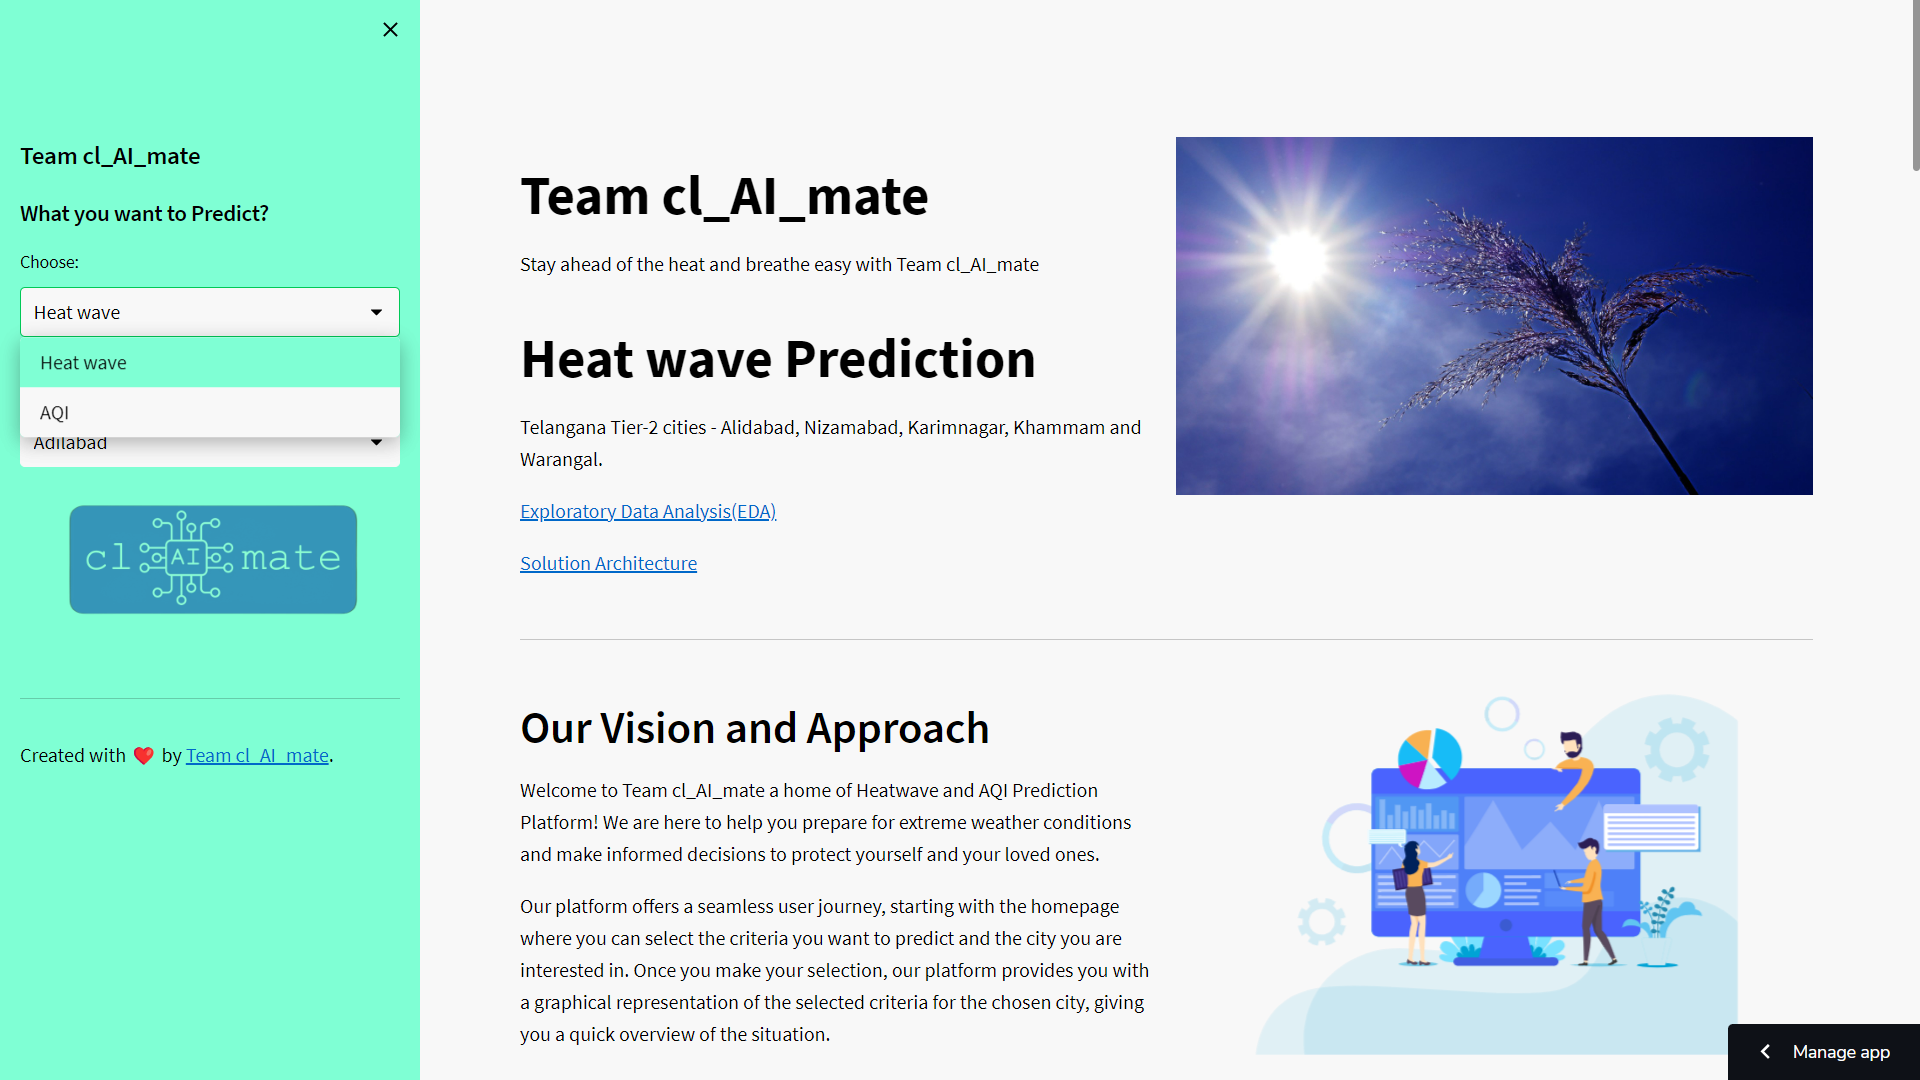 Team cl_AI_mate
What you want to Predict?
Choose:
Heat wave
Heat wave
AQI
Adilabad
cl AI mate
Created with ❤️ by Team cl_AI_mate.
Team cl_AI_mate
Stay ahead of the heat and breathe easy with Team cl_AI_mate
Heat wave Prediction
Telangana Tier-2 cities - Alidabad, Nizamabad, Karimnagar, Khammam and
Warangal.
Exploratory Data Analysis(EDA)
Solution Architecture
Our Vision and Approach
Welcome to Team cl_AI_mate a home of Heatwave and AQI Prediction
Platform! We are here to help you prepare for extreme weather conditions
and make informed decisions to protect yourself and your loved ones.
Our platform offers a seamless user journey, starting with the homepage
where you can select the criteria you want to predict and the city you are
interested in. Once you make your selection, our platform provides you with
a graphical representation of the selected criteria for the chosen city, giving
you a quick overview of the situation.
Manage app